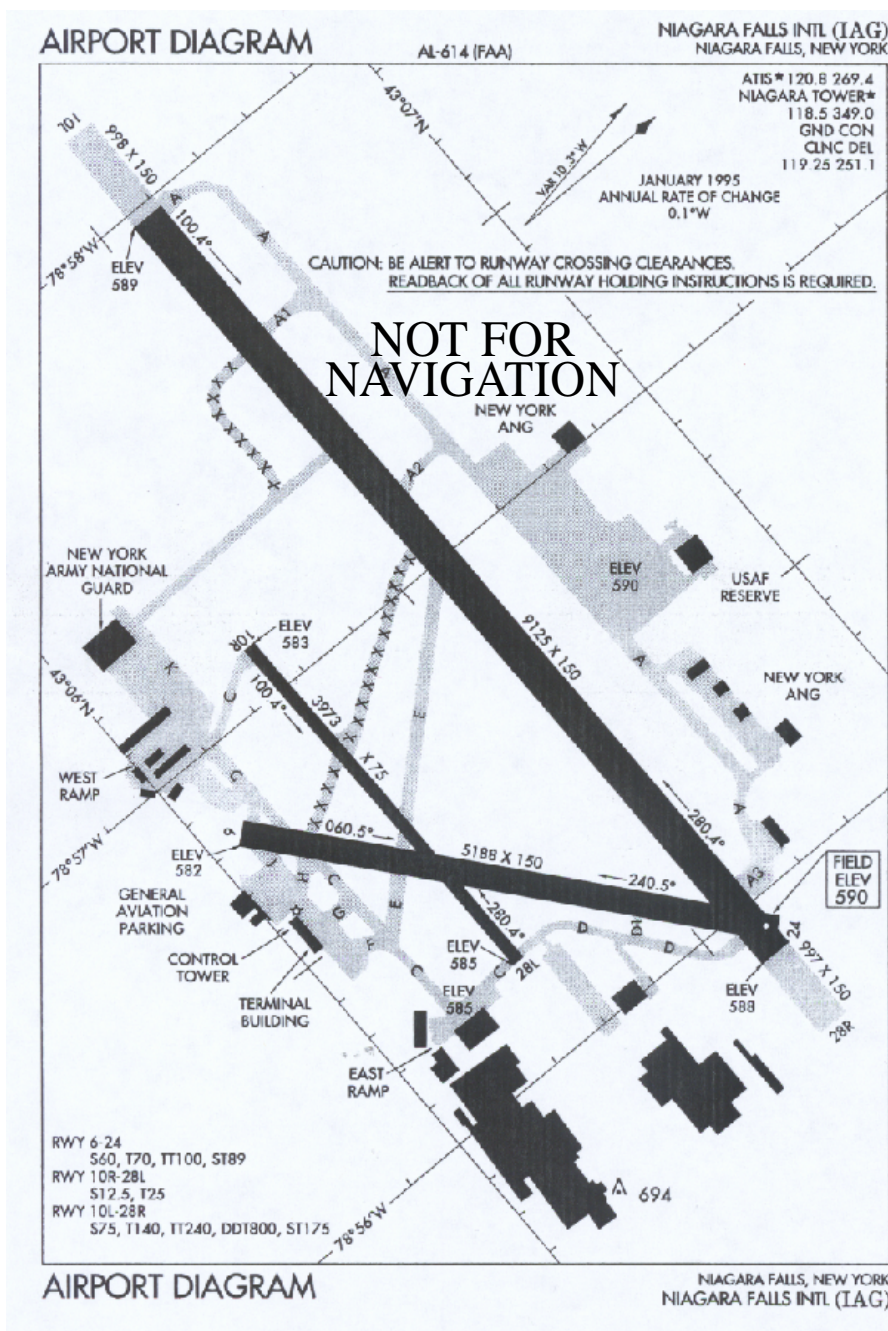 AIRPORT DIAGRAM
AL-614 (FAA)
NIAGARA FALLS INTL (IAG)
NIAGARA FALLS, NEW YORK
ATIS★ 120.8 269.4
NIAGARA TOWER★
118.5 349.0
GND CON
CLNC DEL
119.25 251.1
43°07'N
VAR 10.3° W
JANUARY 1995
ANNUAL RATE OF CHANGE
0.1°W
10L
998 X 150
A
100.4°
A
78°58'W
ELEV
589
CAUTION: BE ALERT TO RUNWAY CROSSING CLEARANCES.
READBACK OF ALL RUNWAY HOLDING INSTRUCTIONS IS REQUIRED.
A1
NOT FOR
NAVIGATION
A
NEW YORK
ANG
A2
NEW YORK
ARMY NATIONAL
GUARD
ELEV
590
USAF
RESERVE
9125 X 150
10R
ELEV
583
K
C
100.4°
3973 X 75
A
43°06'N
NEW YORK
ANG
E
WEST
RAMP
G
A
280.4°
9
060.5°
5188 X 150
240.5°
ELEV
582
78°57'W
FIELD
ELEV
590
A3
H
C
G
E
280.4°
GENERAL
AVIATION
PARKING
CONTROL
TOWER
TERMINAL
BUILDING
F
C
ELEV
585
28L
C
D
D1
D
24
997 X 150
28R
ELEV
588
ELEV
585
EAST
RAMP
RWY 6-24
S60, T70, TT100, ST89
RWY 10R-28L
S12.5, T25
RWY 10L-28R
S75, T140, TT240, DDT800, ST175
694
78°56'W
AIRPORT DIAGRAM
NIAGARA FALLS, NEW YORK
NIAGARA FALLS INTL (IAG)